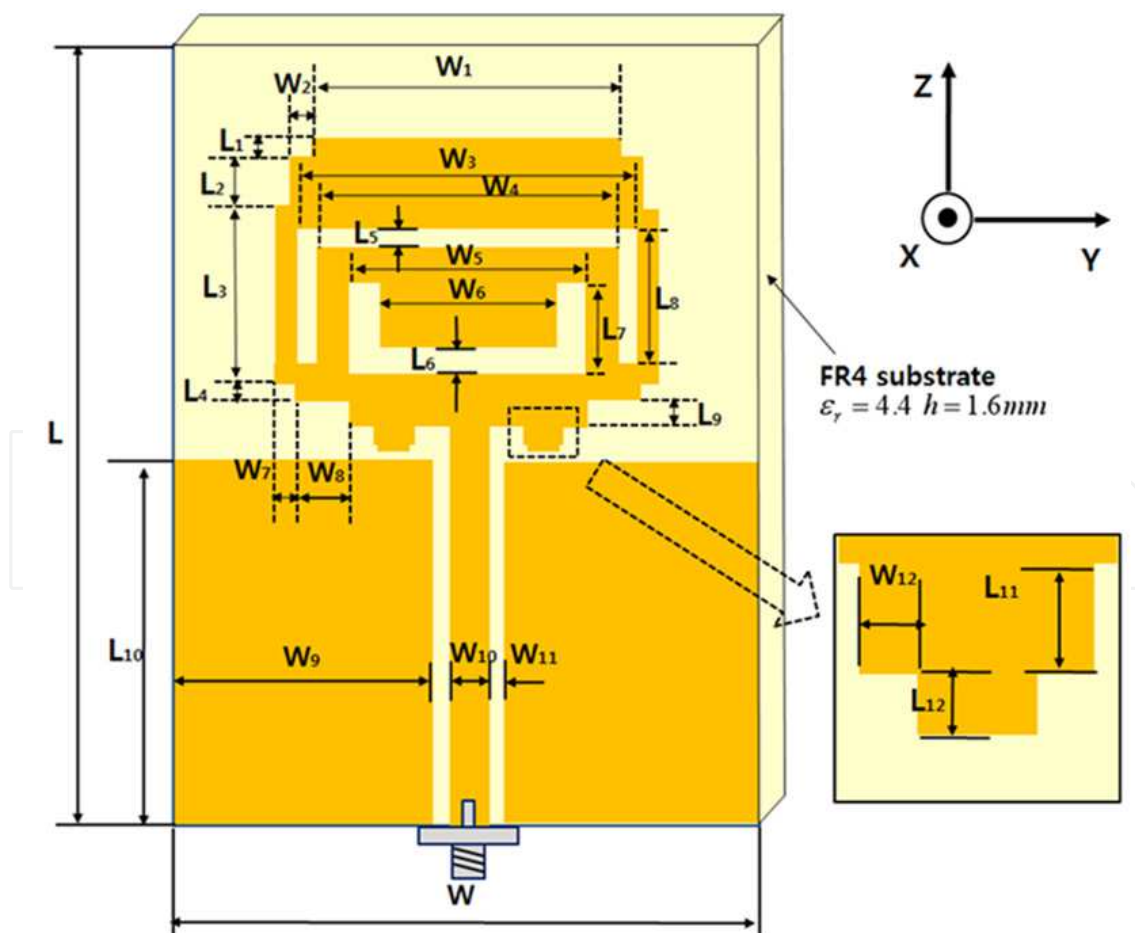 W₁
W₂
Z
L₁
W₃
L₂
W₄
L₅
X
Y
W₅
L₃
W₆
L₈
L₇
L₆
FR4 substrate
εᵣ = 4.4 h = 1.6mm
L₄
L₉
L
W₇
W₈
W₁₂
L₁₁
L₁₀
W₉
W₁₀
W₁₁
L₁₂
W